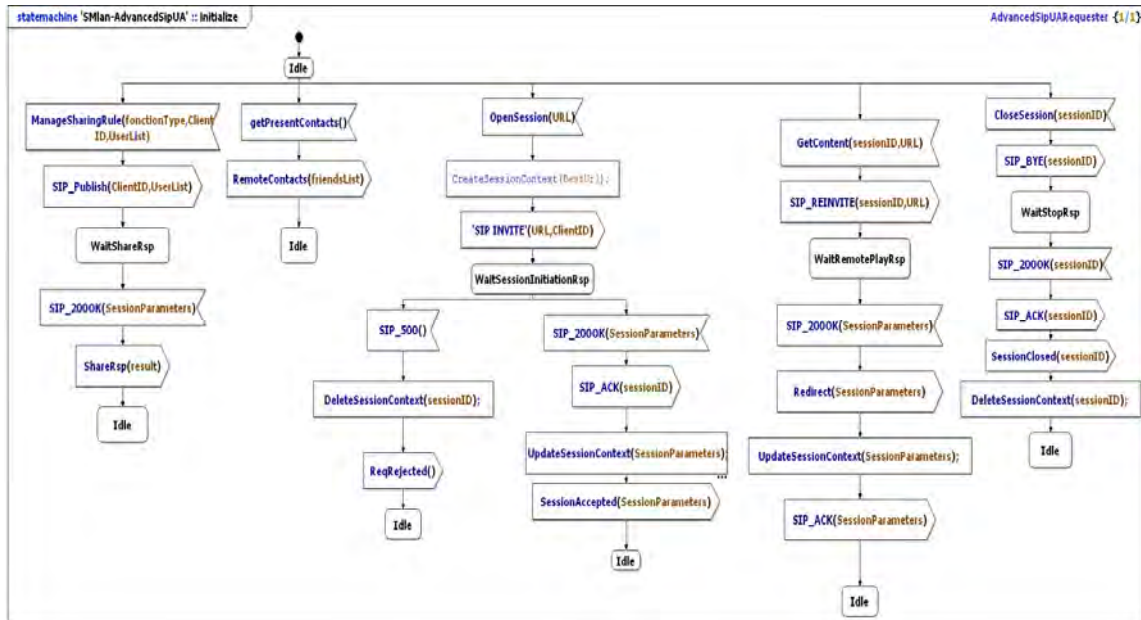 statemachine 'SMlan-AdvancedSipUA' :: initialize
AdvancedSipUARequester {1/1}
Idle
ManageSharingRule(fonctionType,Client
ID,UserList)
SIP_Publish(ClientID,UserList)
WaitShareRsp
SIP_200OK(SessionParameters)
ShareRsp(result)
Idle
getPresentContacts()
RemoteContacts(friendsList)
Idle
OpenSession(URL)
CreateSessionContext(DestUrl);
'SIP INVITE'(URL,ClientID)
WaitSessionInitiationRsp
SIP_500()
DeleteSessionContext(sessionID);
ReqRejected()
Idle
SIP_200OK(SessionParameters)
SIP_ACK(sessionID)
UpdateSessionContext(SessionParameters);
...
SessionAccepted(SessionParameters)
Idle
GetContent(sessionID,URL)
SIP_REINVITE(sessionID,URL)
WaitRemotePlayRsp
SIP_200OK(SessionParameters)
Redirect(SessionParameters)
UpdateSessionContext(SessionParameters);
SIP_ACK(SessionParameters)
Idle
CloseSession(sessionID)
SIP_BYE(sessionID)
WaitStopRsp
SIP_200OK(sessionID)
SIP_ACK(sessionID)
SessionClosed(sessionID)
DeleteSessionContext(sessionID);
Idle